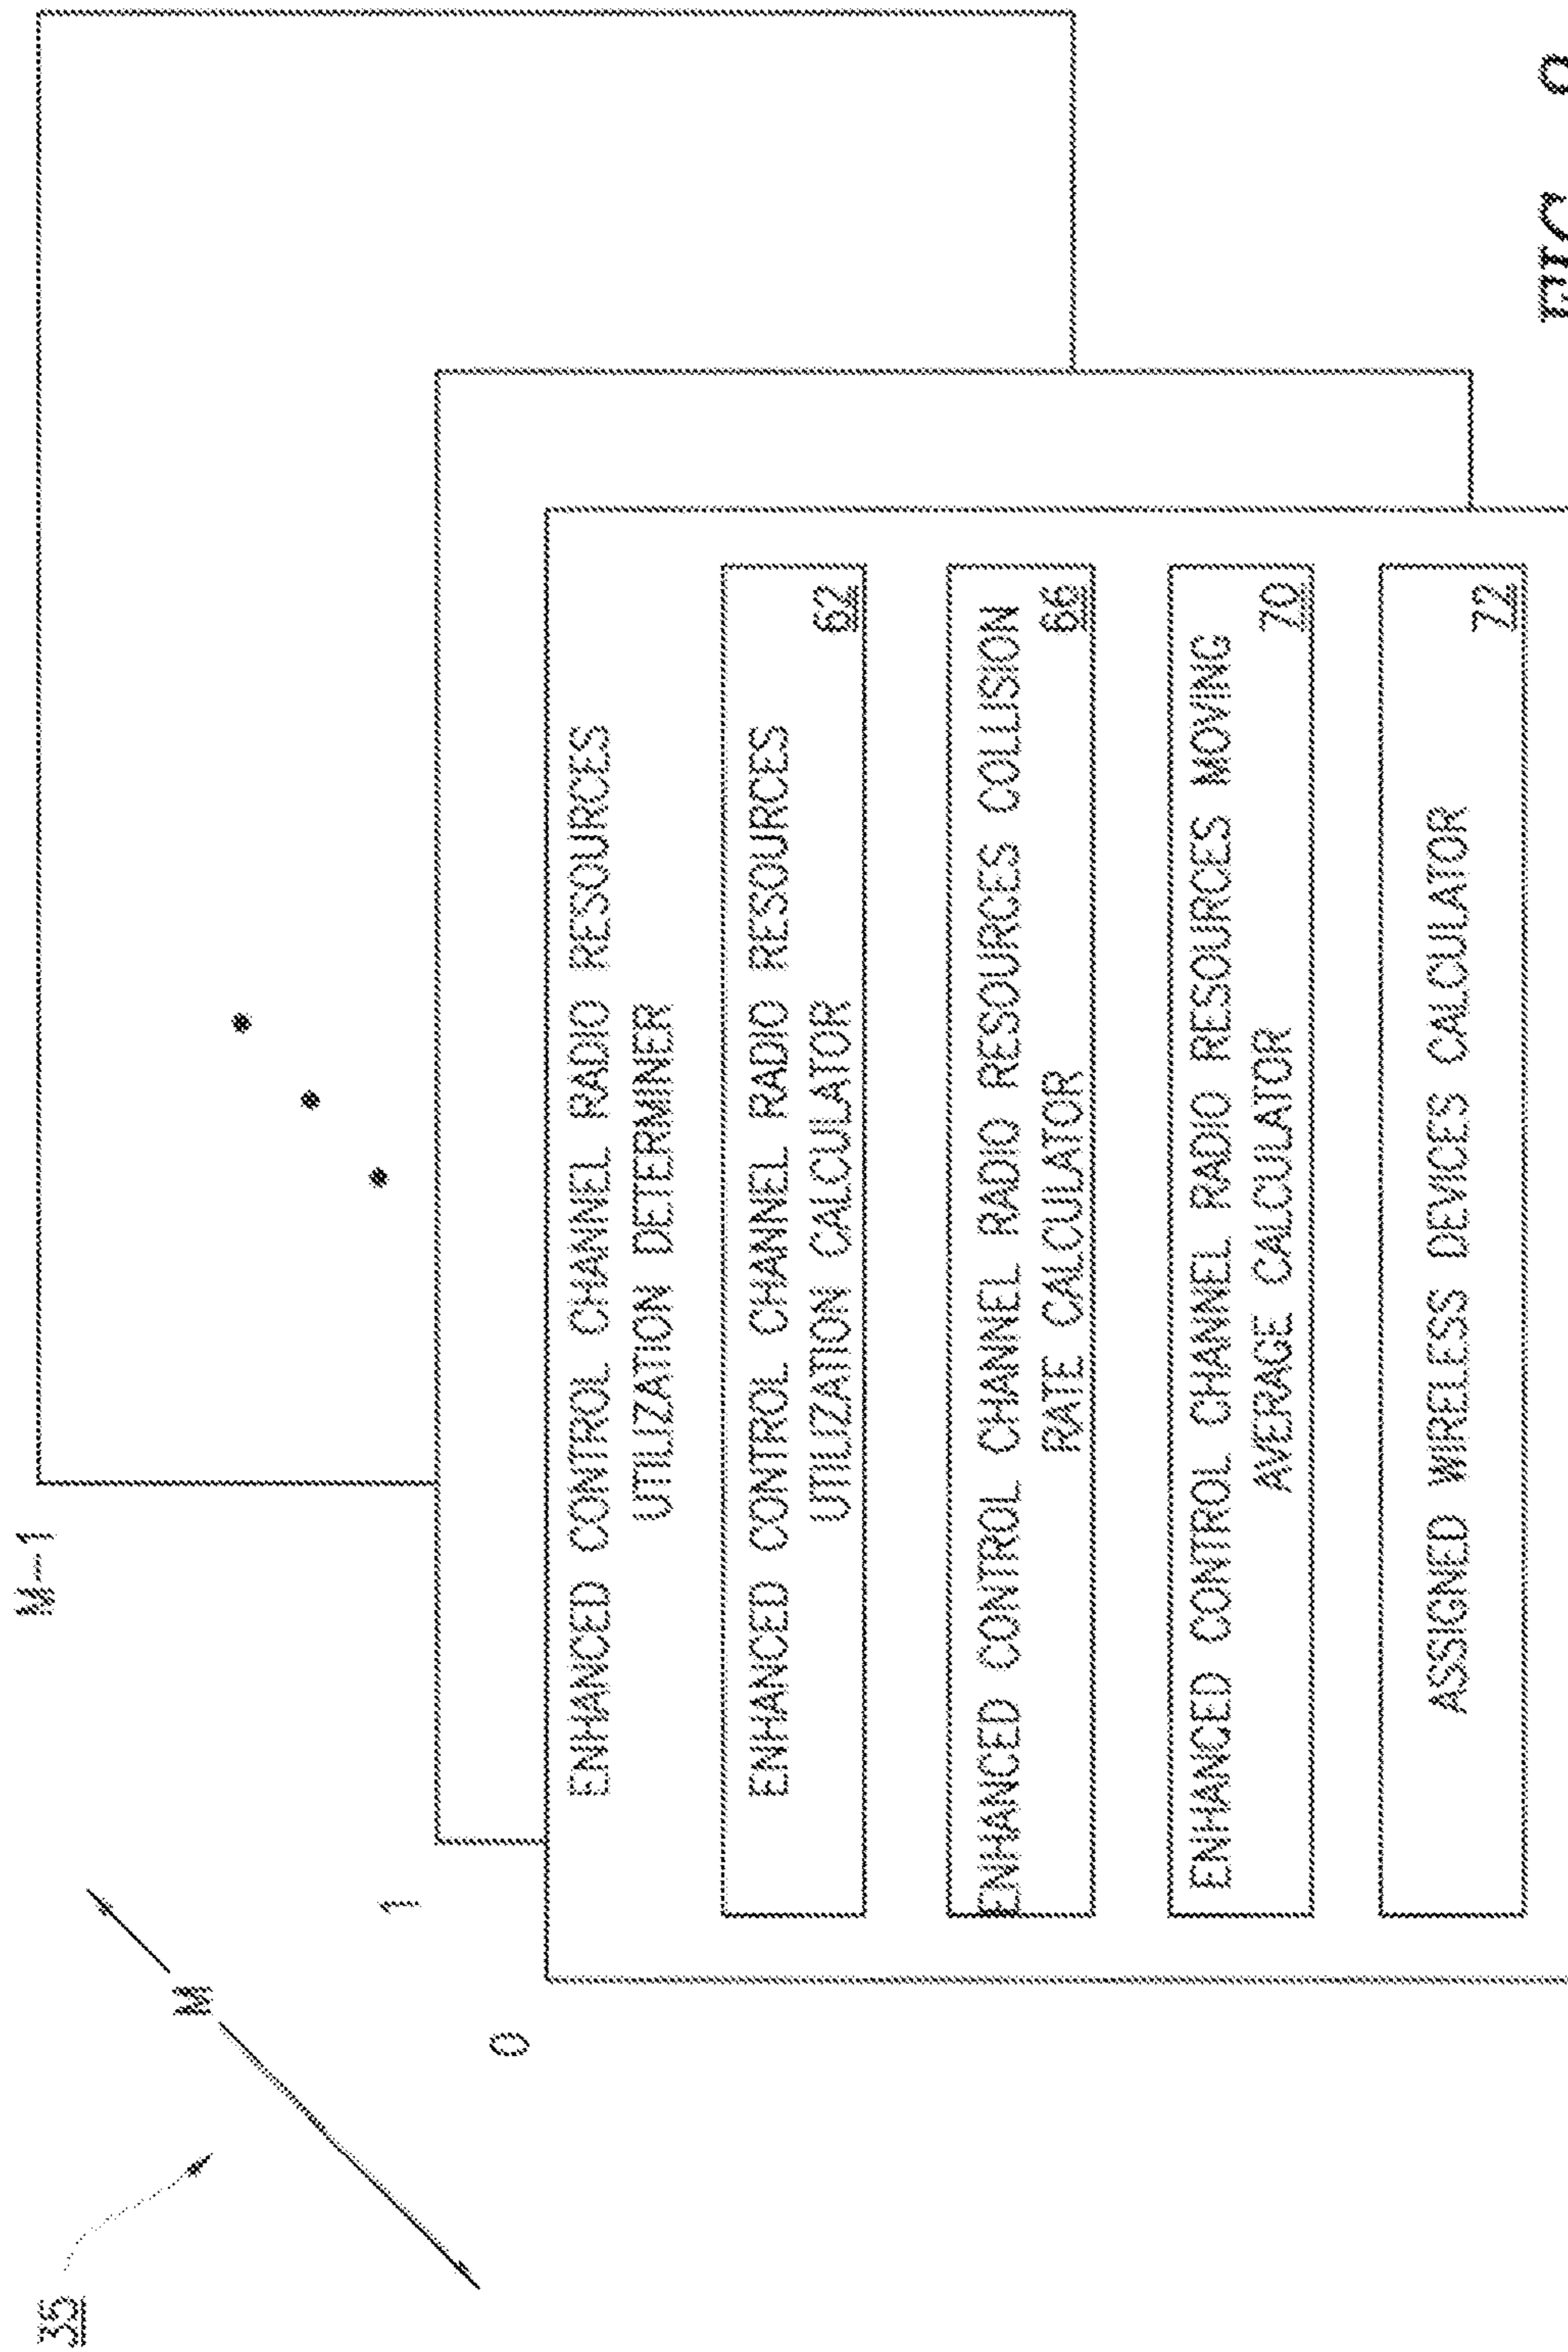 35
M
M-1
1
0
ENHANCED CONTROL CHANNEL RADIO RESOURCES
UTILIZATION DETERMINER
ENHANCED CONTROL CHANNEL RADIO RESOURCES
UTILIZATION CALCULATOR
62
ENHANCED CONTROL CHANNEL RADIO RESOURCES COLLISION
RATE CALCULATOR
66
ENHANCED CONTROL CHANNEL RADIO RESOURCES MOVING
AVERAGE CALCULATOR
70
ASSIGNED WIRELESS DEVICES CALCULATOR
72